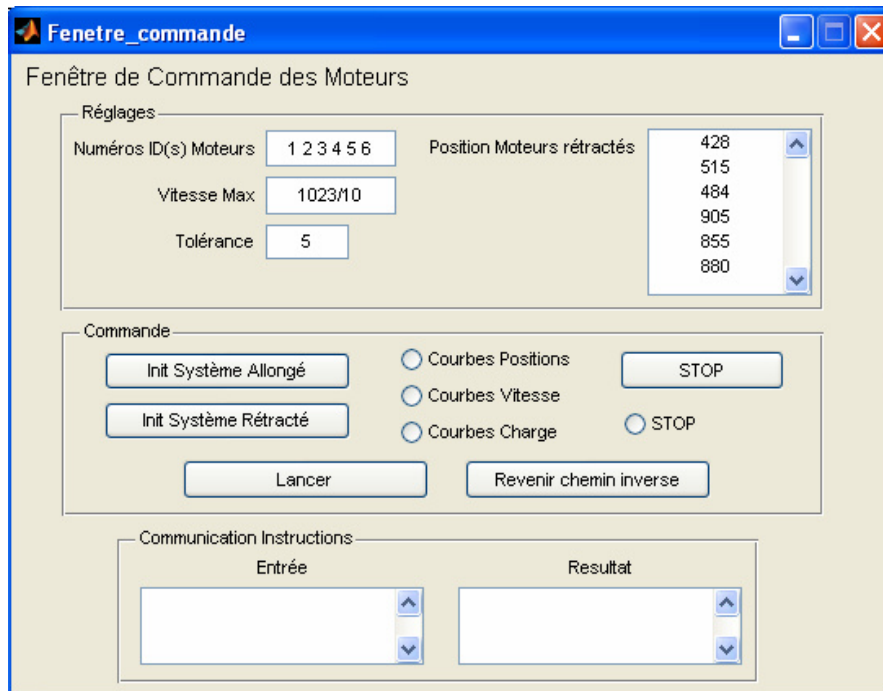 Fenetre_commande
Fenêtre de Commande des Moteurs
Réglages
Numéros ID(s) Moteurs
1 2 3 4 5 6
Vitesse Max
1023/10
Tolérance
5
Position Moteurs rétractés
428
515
484
905
855
880
Commande
Init Système Allongé
Init Système Rétracté
Courbes Positions
Courbes Vitesse
Courbes Charge
STOP
STOP
Lancer
Revenir chemin inverse
Communication Instructions
Entrée
Resultat